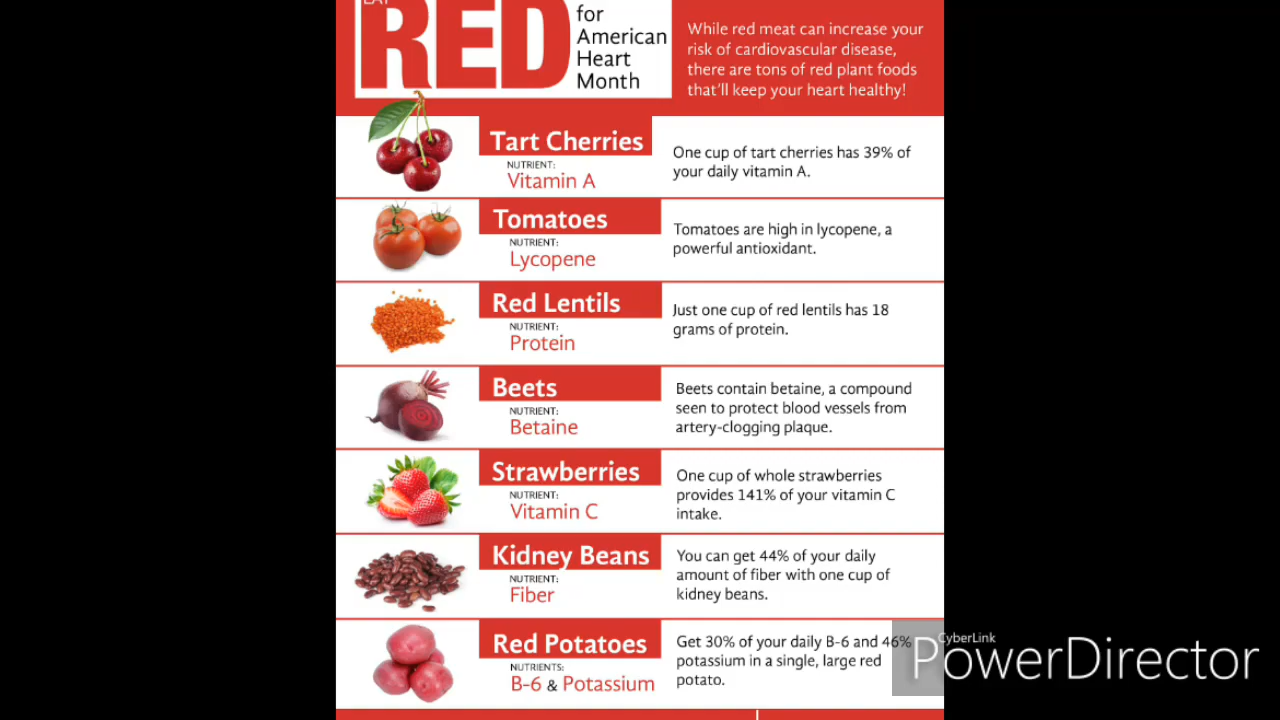 EAT
RED
for
American
Heart
Month
While red meat can increase your
risk of cardiovascular disease,
there are tons of red plant foods
that'll keep your heart healthy!
Tart Cherries
NUTRIENT:
Vitamin A
One cup of tart cherries has 39% of
your daily vitamin A.
Tomatoes
NUTRIENT:
Lycopene
Tomatoes are high in lycopene, a
powerful antioxidant.
Red Lentils
NUTRIENT:
Protein
Just one cup of red lentils has 18
grams of protein.
Beets
NUTRIENT:
Betaine
Beets contain betaine, a compound
seen to protect blood vessels from
artery-clogging plaque.
Strawberries
NUTRIENT:
Vitamin C
One cup of whole strawberries
provides 141% of your vitamin C
intake.
Kidney Beans
NUTRIENT:
Fiber
You can get 44% of your daily
amount of fiber with one cup of
kidney beans.
Red Potatoes
NUTRIENTS:
B-6 & Potassium
Get 30% of your daily B-6 and 46%
potassium in a single, large red
potato.
CyberLink
PowerDirector